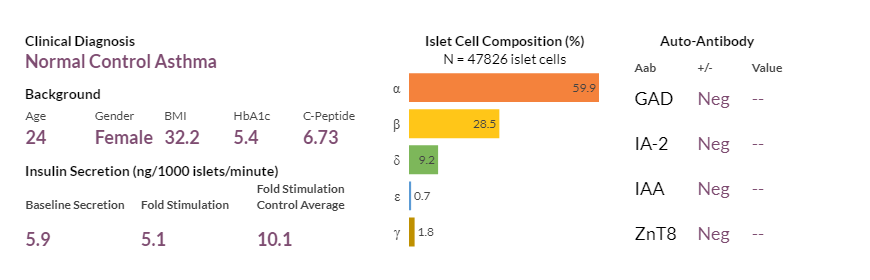 Clinical Diagnosis
Normal Control Asthma
Background
Age Gender BMI HbA1c C-Peptide
24 Female 32.2 5.4 6.73
Insulin Secretion (ng/1000 islets/minute)
Baseline Secretion Fold Stimulation Fold Stimulation Control Average
5.9 5.1 10.1
Islet Cell Composition (%)
N = 47826 islet cells
α 59.9
β 28.5
δ 9.2
ε 0.7
γ 1.8
Auto-Antibody
Aab +/- Value
GAD Neg --
IA-2 Neg --
IAA Neg --
ZnT8 Neg --